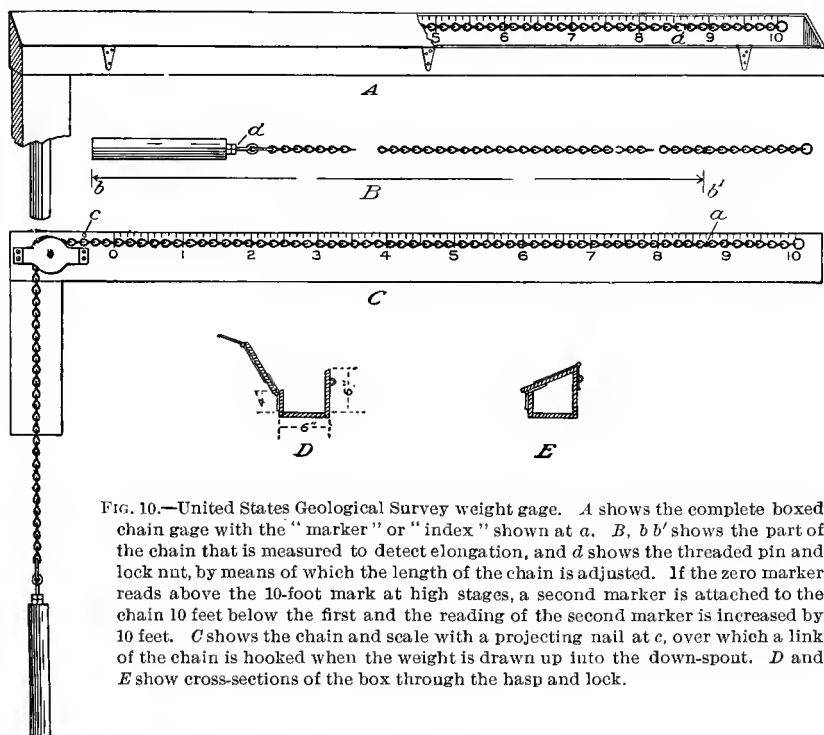 5 6 7 8 a 9 10
A
d
b B b'
c a
0 1 2 3 4 5 6 7 8 9 10
C
4" 6"
6"
D E
FIG. 10.—United States Geological Survey weight gage. A shows the complete boxed
chain gage with the "marker" or "index" shown at a. B, b b' shows the part of
the chain that is measured to detect elongation, and d shows the threaded pin and
lock nut, by means of which the length of the chain is adjusted. If the zero marker
reads above the 10-foot mark at high stages, a second marker is attached to the
chain 10 feet below the first and the reading of the second marker is increased by
10 feet. C shows the chain and scale with a projecting nail at c, over which a link
of the chain is hooked when the weight is drawn up into the down-spout. D and
E show cross-sections of the box through the hasp and lock.